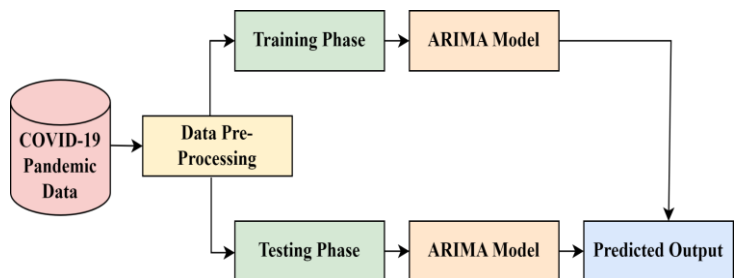 Training Phase
ARIMA Model
COVID-19
Pandemic
Data
Data Pre-
Processing
Testing Phase
ARIMA Model
Predicted Output